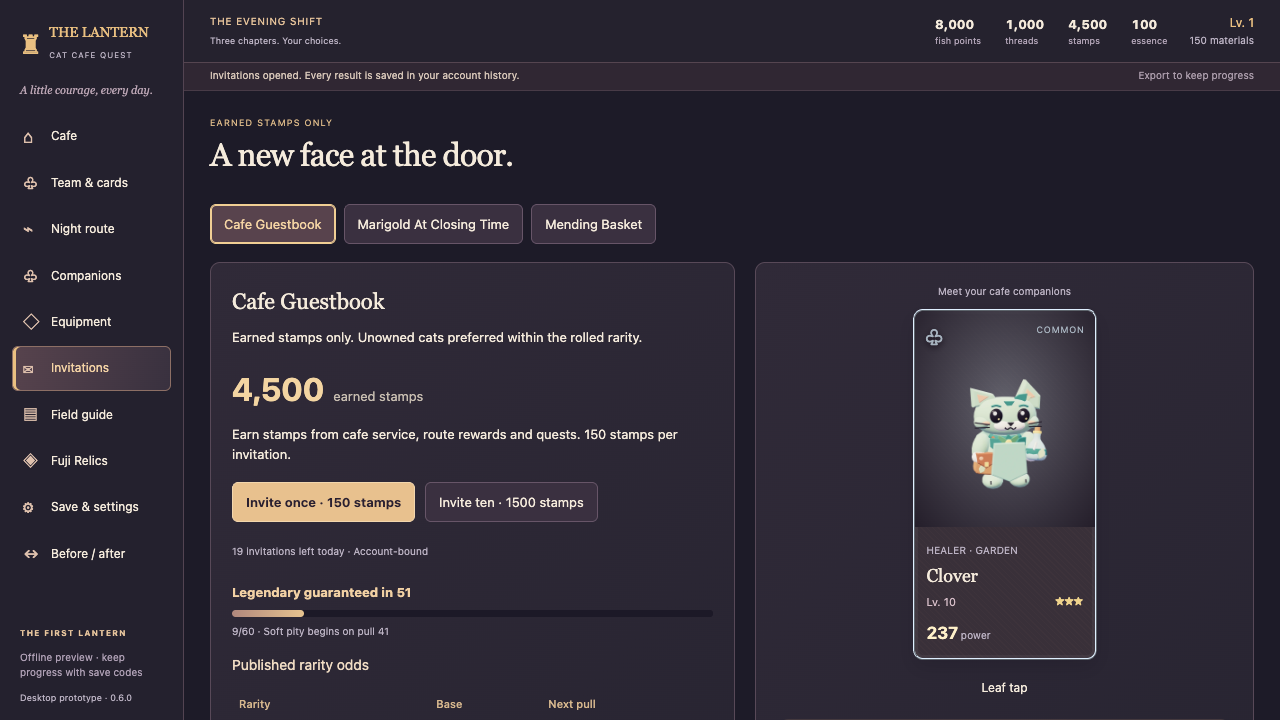 THE LANTERN
CAT CAFE QUEST
A little courage, every day.
Cafe
Team & cards
Night route
Companions
Equipment
Invitations
Field guide
Fuji Relics
Save & settings
Before / after
THE FIRST LANTERN
Offline preview · keep
progress with save codes
Desktop prototype · 0.6.0
THE EVENING SHIFT
Three chapters. Your choices.
8,000 fish points
1,000 threads
4,500 stamps
100 essence
Lv. 1
150 materials
Invitations opened. Every result is saved in your account history.
Export to keep progress
EARNED STAMPS ONLY
A new face at the door.
Cafe Guestbook
Marigold At Closing Time
Mending Basket
Cafe Guestbook
Earned stamps only. Unowned cats preferred within the rolled rarity.
4,500 earned stamps
Earn stamps from cafe service, route rewards and quests. 150 stamps per
invitation.
Invite once · 150 stamps
Invite ten · 1500 stamps
19 invitations left today · Account-bound
Legendary guaranteed in 51
9/60 · Soft pity begins on pull 41
Published rarity odds
Rarity Base Next pull
Meet your cafe companions
COMMON
HEALER · GARDEN
Clover
Lv. 10 ★★★
237 power
Leaf tap